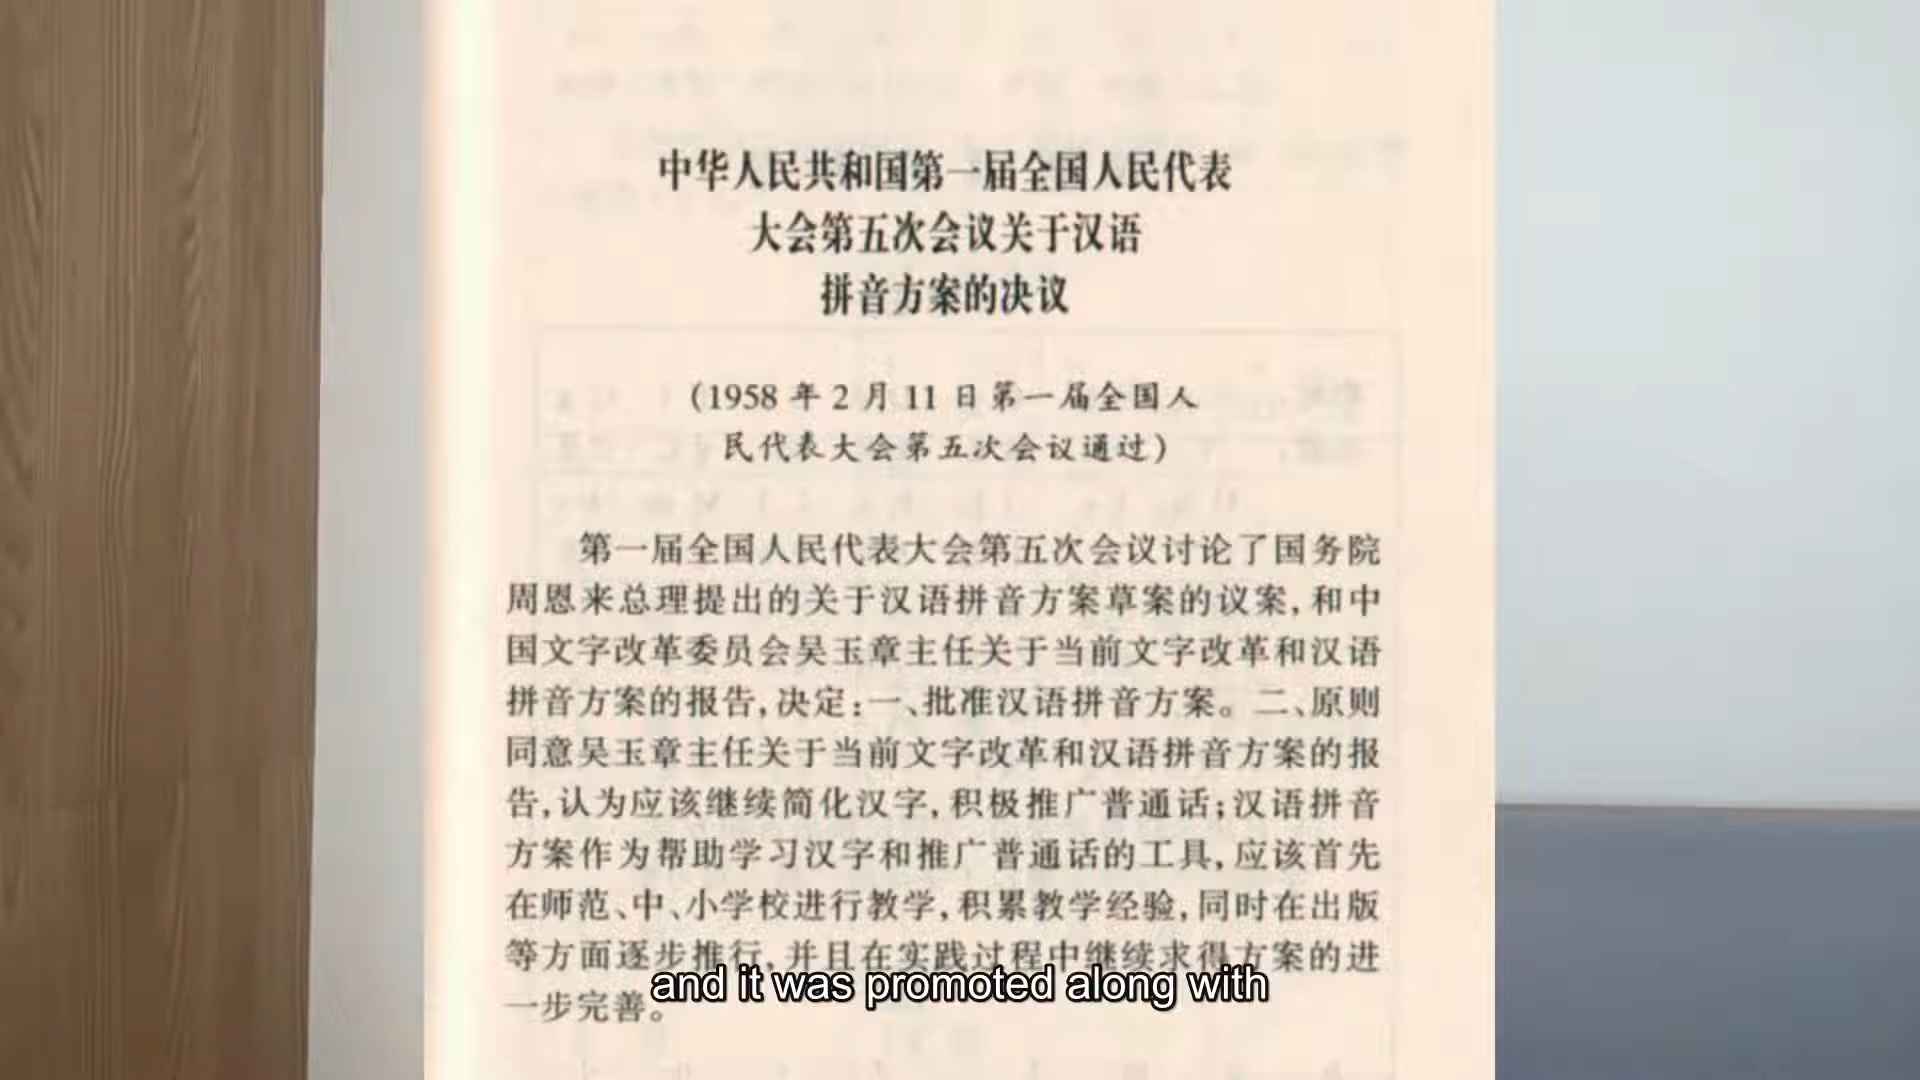 中华人民共和国第一届全国人民代表
大会第五次会议关于汉语
拼音方案的决议
(1958年2月11日第一届全国人
民代表大会第五次会议通过)
第一届全国人民代表大会第五次会议讨论了国务院
周恩来总理提出的关于汉语拼音方案草案的议案,和中
国文字改革委员会吴玉章主任关于当前文字改革和汉语
拼音方案的报告,决定:一、批准汉语拼音方案。二、原则
同意吴玉章主任关于当前文字改革和汉语拼音方案的报
告,认为应该继续简化汉字,积极推广普通话;汉语拼音
方案作为帮助学习汉字和推广普通话的工具,应该首先
在师范、中、小学校进行教学,积累教学经验,同时在出版
等方面逐步推行,并且在实践过程中继续求得方案的进
一步完善。
and it was promoted along with